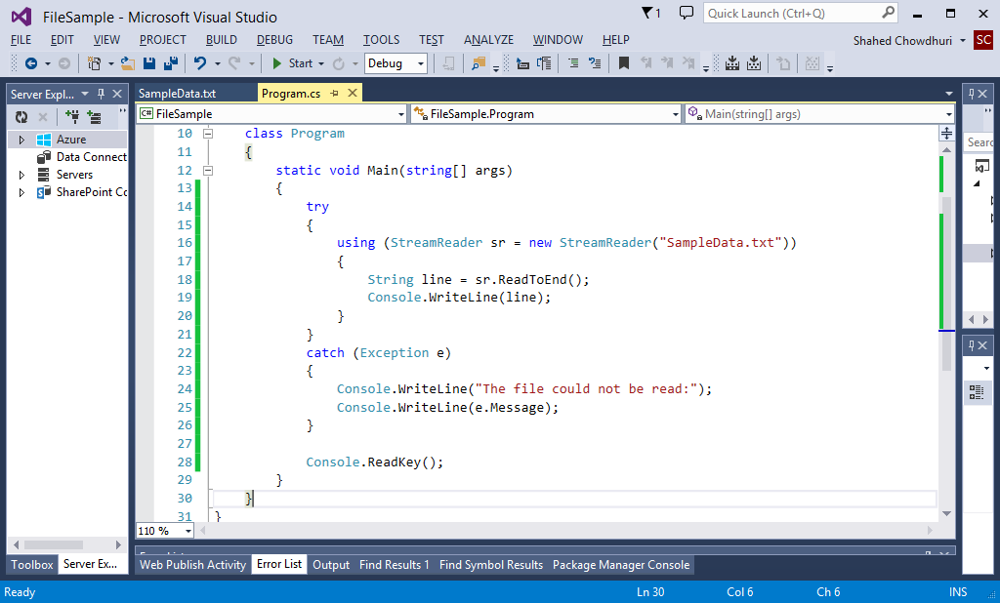 FileSample - Microsoft Visual Studio
1
Quick Launch (Ctrl+Q)
FILE EDIT VIEW PROJECT BUILD DEBUG TEAM TOOLS TEST ANALYZE WINDOW HELP
Shahed Chowdhuri
SC
Start
Debug
Server Expl...
SampleData.txt
Program.cs
FileSample
FileSample.Program
Main(string[] args)
Azure
Data Connect
Servers
SharePoint Co
Searc
10 class Program
11 {
12 static void Main(string[] args)
13 {
14 try
15 {
16 using (StreamReader sr = new StreamReader("SampleData.txt"))
17 {
18 String line = sr.ReadToEnd();
19 Console.WriteLine(line);
20 }
21 }
22 catch (Exception e)
23 {
24 Console.WriteLine("The file could not be read:");
25 Console.WriteLine(e.Message);
26 }
27
28 Console.ReadKey();
29 }
30 }
31 }
110 %
Toolbox
Server Ex...
Web Publish Activity
Error List
Output
Find Results 1
Find Symbol Results
Package Manager Console
Ready
Ln 30
Col 6
Ch 6
INS